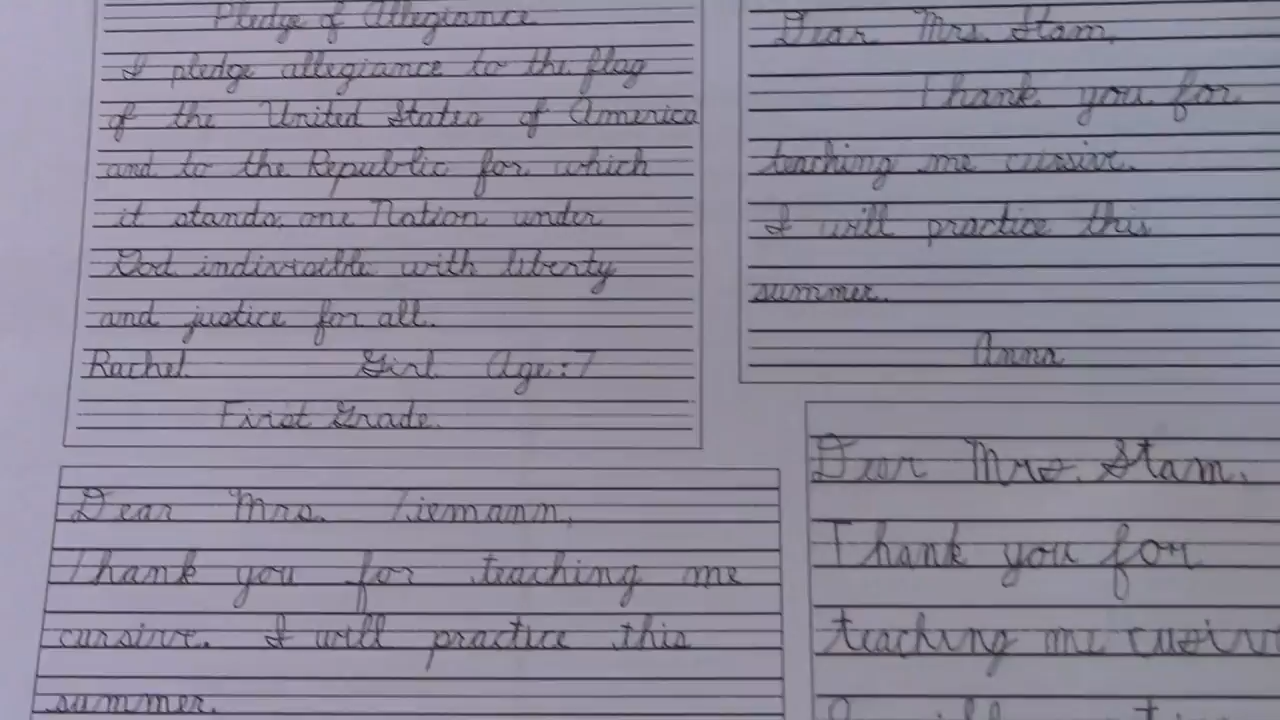 Pledge of Allegiance
I pledge allegiance to the flag
of the United States of America
and to the Republic for which
it stands, one Nation under
God indivisible with liberty
and justice for all.
Rachel Girl Age: 7
First Grade.
Dear Mrs. Stam,
Thank you for
teaching me cursive.
I will practice this
summer.
Anna
Dear Mrs. Tiemann,
Thank you for teaching me
cursive. I will practice this
summer.
Dear Mrs. Stam,
Thank you for
teaching me cursiv